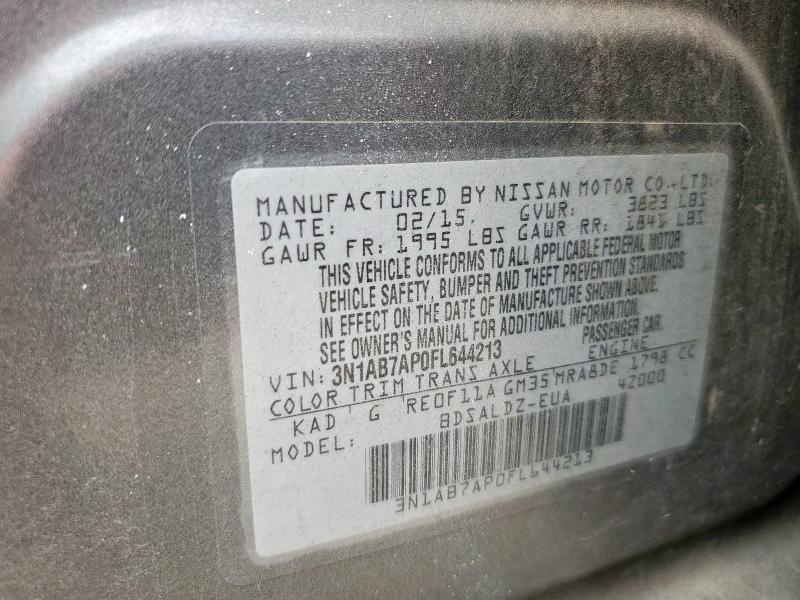 MANUFACTURED BY NISSAN MOTOR CO.,LTD.
DATE: 02/15. GVWR: 3823 LBS
GAWR FR: 1995 LBS GAWR RR: 1841 LBS
THIS VEHICLE CONFORMS TO ALL APPLICABLE FEDERAL MOTOR
VEHICLE SAFETY, BUMPER AND THEFT PREVENTION STANDARDS
IN EFFECT ON THE DATE OF MANUFACTURE SHOWN ABOVE.
SEE OWNER'S MANUAL FOR ADDITIONAL INFORMATION.
VIN: 3N1AB7AP0FL644213 PASSENGER CAR.
COLOR TRIM TRANS AXLE ENGINE
KAD G RE0F11A GM35 MRA8DE 1798 CC
MODEL: BDSALDZ-EUA 42000
3N1AB7AP0FL644213